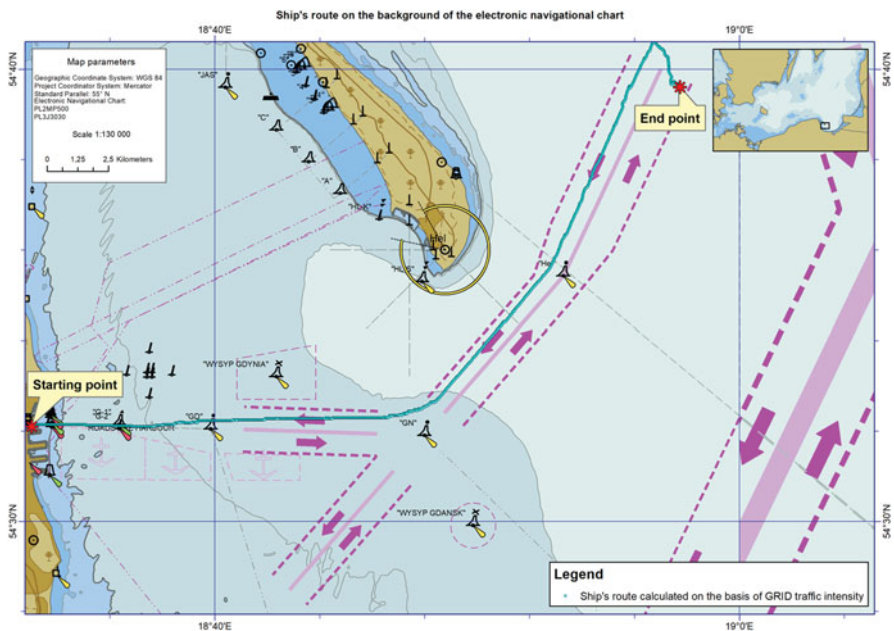 Ship's route on the background of the electronic navigational chart
18°40'E
19°0'E
54°40'N
54°40'N
Map parameters
Geographic Coordinate System: WGS 84
Project Coordinator System: Mercator
Standard Parallel: 55° N
Electronic Navigational Chart:
PL2MP500
PL3J3030
Scale 1:130 000
0 1,25 2,5 Kilometers
"JAS"
"C"
"B"
"A"
"HL-K"
Hel
"HL-S"
"He"
End point
"WYSYP GDYNIA"
Starting point
"GD"
"GN"
"WYSYP GDAŃSK"
54°30'N
54°30'N
Legend
Ship's route calculated on the basis of GRID traffic intensity
18°40'E
19°0'E